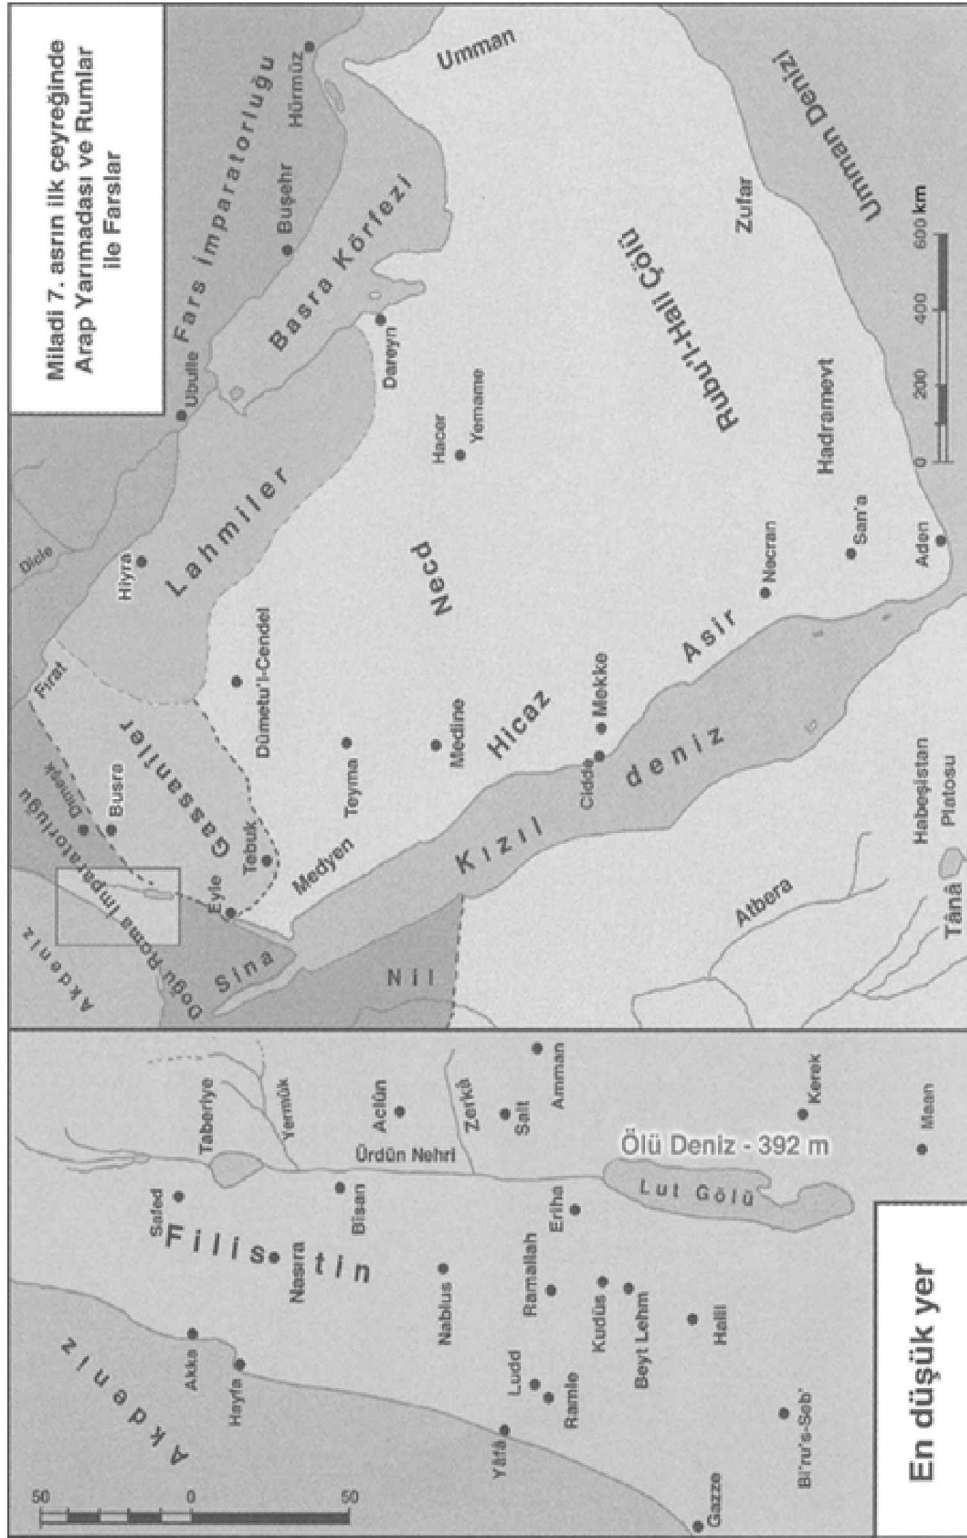 Miladi 7. asrın ilk çeyreğinde
Arap Yarımadası ve Rumlar
ile Farslar
Akdeniz
Doğu Roma İmparatorluğu
Dımeşk
Busra
Fırat
Dicle
Hiyra
Ubulle
Fars İmparatorluğu
Buşehr
Hürmüz
Basra Körfezi
Umman
Lahmiler
Gassaniler
Eyle
Tebuk
Sina
Medyen
Dûmetu'l-Cendel
Teyma
Necd
Dareyn
Hacer
Yemame
Nil
Medine
Hicaz
Cidde
Mekke
Kızıl deniz
Asir
Rubu'l-Hali Çölü
Necran
Zufar
Umman Denizi
Hadramevt
San'a
Aden
Atbera
Habeşistan
Platosu
Tânâ
0 200 400 600 km
50
0
50
Akdeniz
Akka
Hayfa
Safed
Taberiye
Yermûk
Filistin
Nasıra
Bîsan
Aclûn
Ürdün Nehri
Zerkâ
Nablus
Yâfâ
Ludd
Ramle
Ramallah
Eriha
Salt
Amman
Kudüs
Beyt Lehm
Ölü Deniz - 392 m
Lut Gölü
Halil
Gazze
Bi'ru's-Seb'
Kerek
Maan
En düşük yer